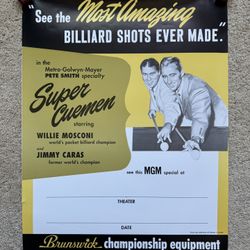 "See the Most Amazing
BILLIARD SHOTS EVER MADE."
in the
Metro-Golwyn-Mayer
PETE SMITH specialty
Super
Cuemen
starring
WILLIE MOSCONI
world's pocket billiard champion
and
JIMMY CARAS
former world's champion
see this MGM special at
THEATER
DATE
Brunswick championship equipment